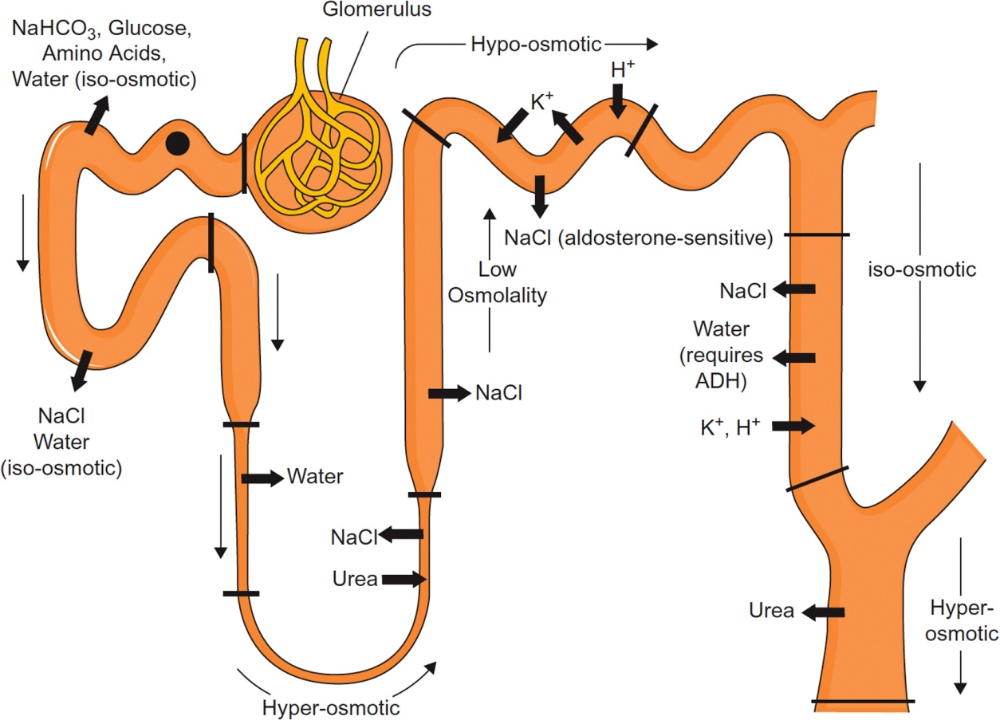 Glomerulus
NaHCO3, Glucose,
Amino Acids,
Water (iso-osmotic)
Hypo-osmotic
H+
K+
NaCl (aldosterone-sensitive)
Low
Osmolality
iso-osmotic
NaCl
Water
(requires
ADH)
K+, H+
NaCl
NaCl
Water
(iso-osmotic)
Water
NaCl
Urea
Urea
Hyper-
osmotic
Hyper-osmotic